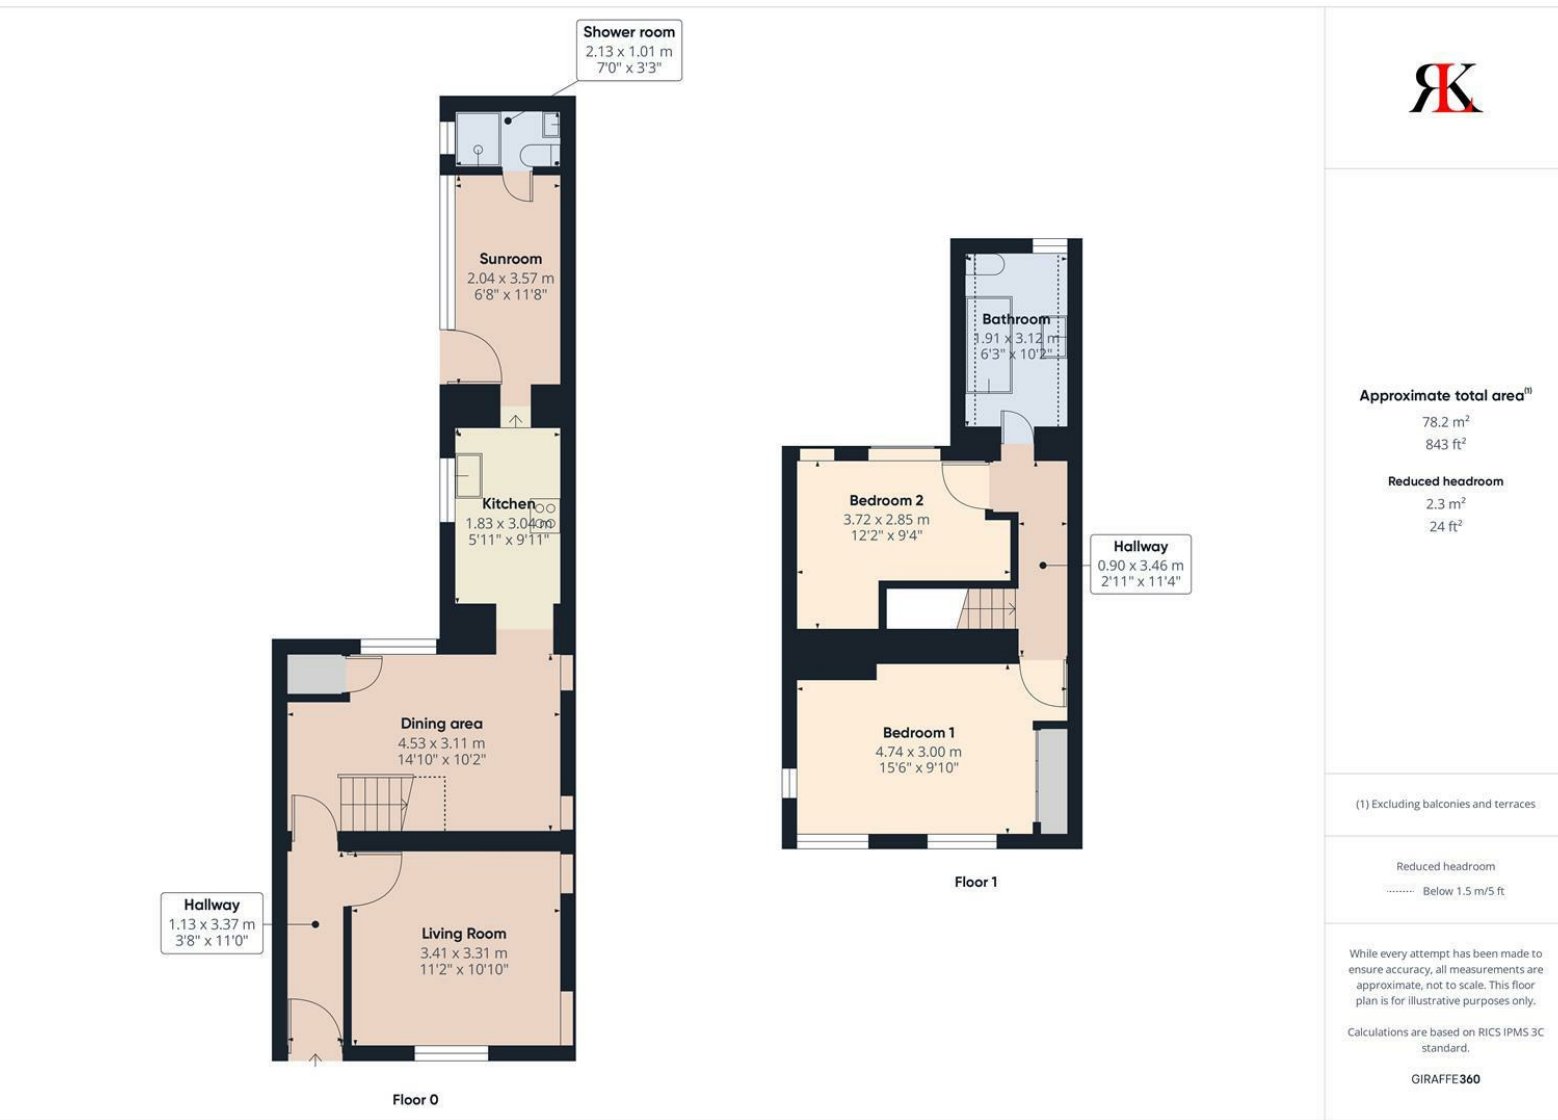 Shower room
2.13 x 1.01 m
7'0" x 3'3"
Sunroom
2.04 x 3.57 m
6'8" x 11'8"
Kitchen
1.83 x 3.04 m
5'11" x 9'11"
Dining area
4.53 x 3.11 m
14'10" x 10'2"
Hallway
1.13 x 3.37 m
3'8" x 11'0"
Living Room
3.41 x 3.31 m
11'2" x 10'10"
Floor 0
Bathroom
1.91 x 3.12 m
6'3" x 10'2"
Bedroom 2
3.72 x 2.85 m
12'2" x 9'4"
Hallway
0.90 x 3.46 m
2'11" x 11'4"
Bedroom 1
4.74 x 3.00 m
15'6" x 9'10"
Floor 1
RLK
Approximate total area⁽¹⁾
78.2 m²
843 ft²
Reduced headroom
2.3 m²
24 ft²
(1) Excluding balconies and terraces
Reduced headroom
Below 1.5 m/5 ft
While every attempt has been made to
ensure accuracy, all measurements are
approximate, not to scale. This floor
plan is for illustrative purposes only.
Calculations are based on RICS IPMS 3C
standard.
GIRAFFE360